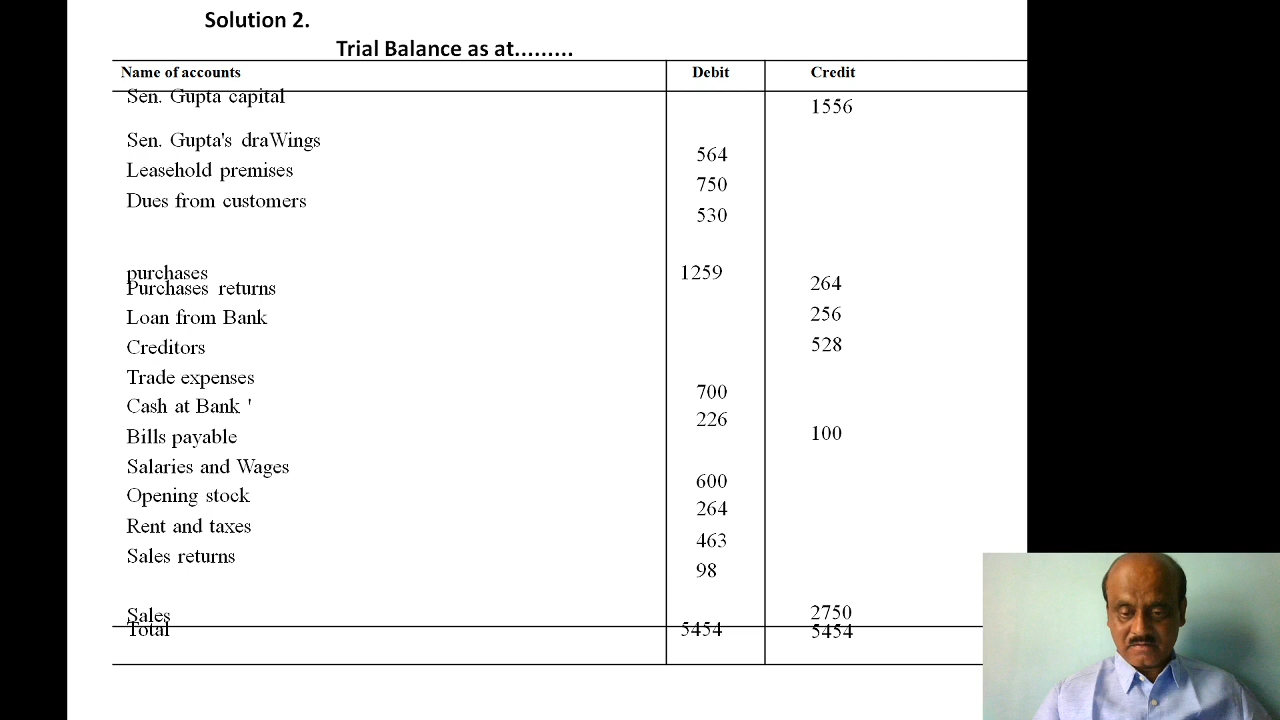 Solution 2.
Trial Balance as at.........
Name of accounts Debit Credit
Sen. Gupta capital 1556
Sen. Gupta's draWings 564
Leasehold premises 750
Dues from customers 530
purchases 1259
Purchases returns 264
Loan from Bank 256
Creditors 528
Trade expenses 700
Cash at Bank ' 226
Bills payable 100
Salaries and Wages 600
Opening stock 264
Rent and taxes 463
Sales returns 98
Sales 2750
Total 5454 5454